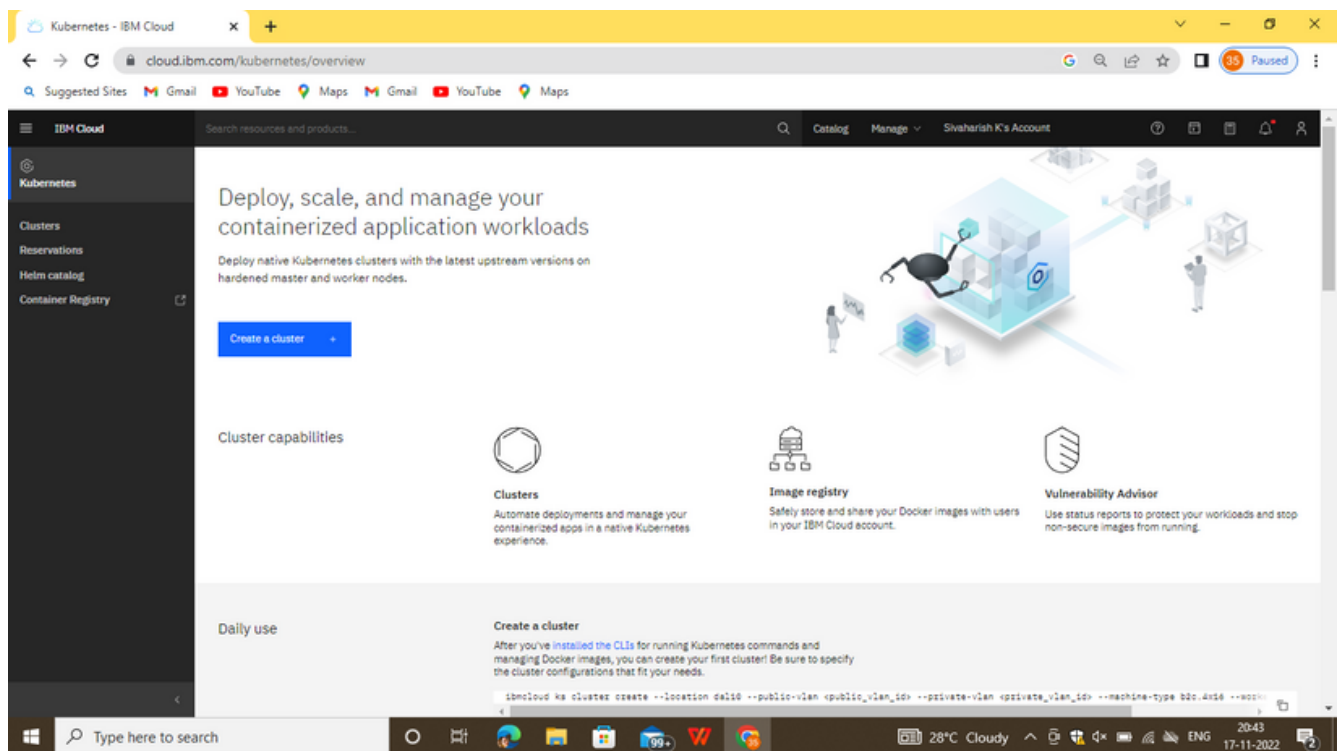 Kubernetes - IBM Cloud
cloud.ibm.com/kubernetes/overview
35 Paused
Suggested Sites Gmail YouTube Maps Gmail YouTube Maps
IBM Cloud Search resources and products... Catalog Manage Sivaharish K's Account
Kubernetes
Clusters
Reservations
Helm catalog
Container Registry
Deploy, scale, and manage your
containerized application workloads
Deploy native Kubernetes clusters with the latest upstream versions on
hardened master and worker nodes.
Create a cluster +
Cluster capabilities
Clusters
Automate deployments and manage your
containerized apps in a native Kubernetes
experience.
Image registry
Safely store and share your Docker images with users
in your IBM Cloud account.
Vulnerability Advisor
Use status reports to protect your workloads and stop
non-secure images from running.
Daily use
Create a cluster
After you've installed the CLIs for running Kubernetes commands and
managing Docker images, you can create your first cluster! Be sure to specify
the cluster configurations that fit your needs.
ibmcloud ks cluster create --location dal10 --public-vlan <public_vlan_id> --private-vlan <private_vlan_id> --machine-type b2c.4x16
Type here to search
99+
28°C Cloudy ENG
20:43
17-11-2022